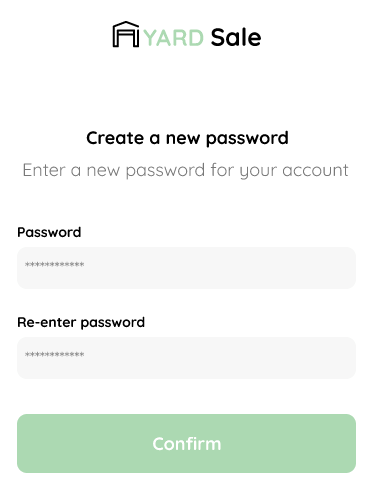 YARD Sale
Create a new password
Enter a new password for your account
Password
************
Re-enter password
************
Confirm